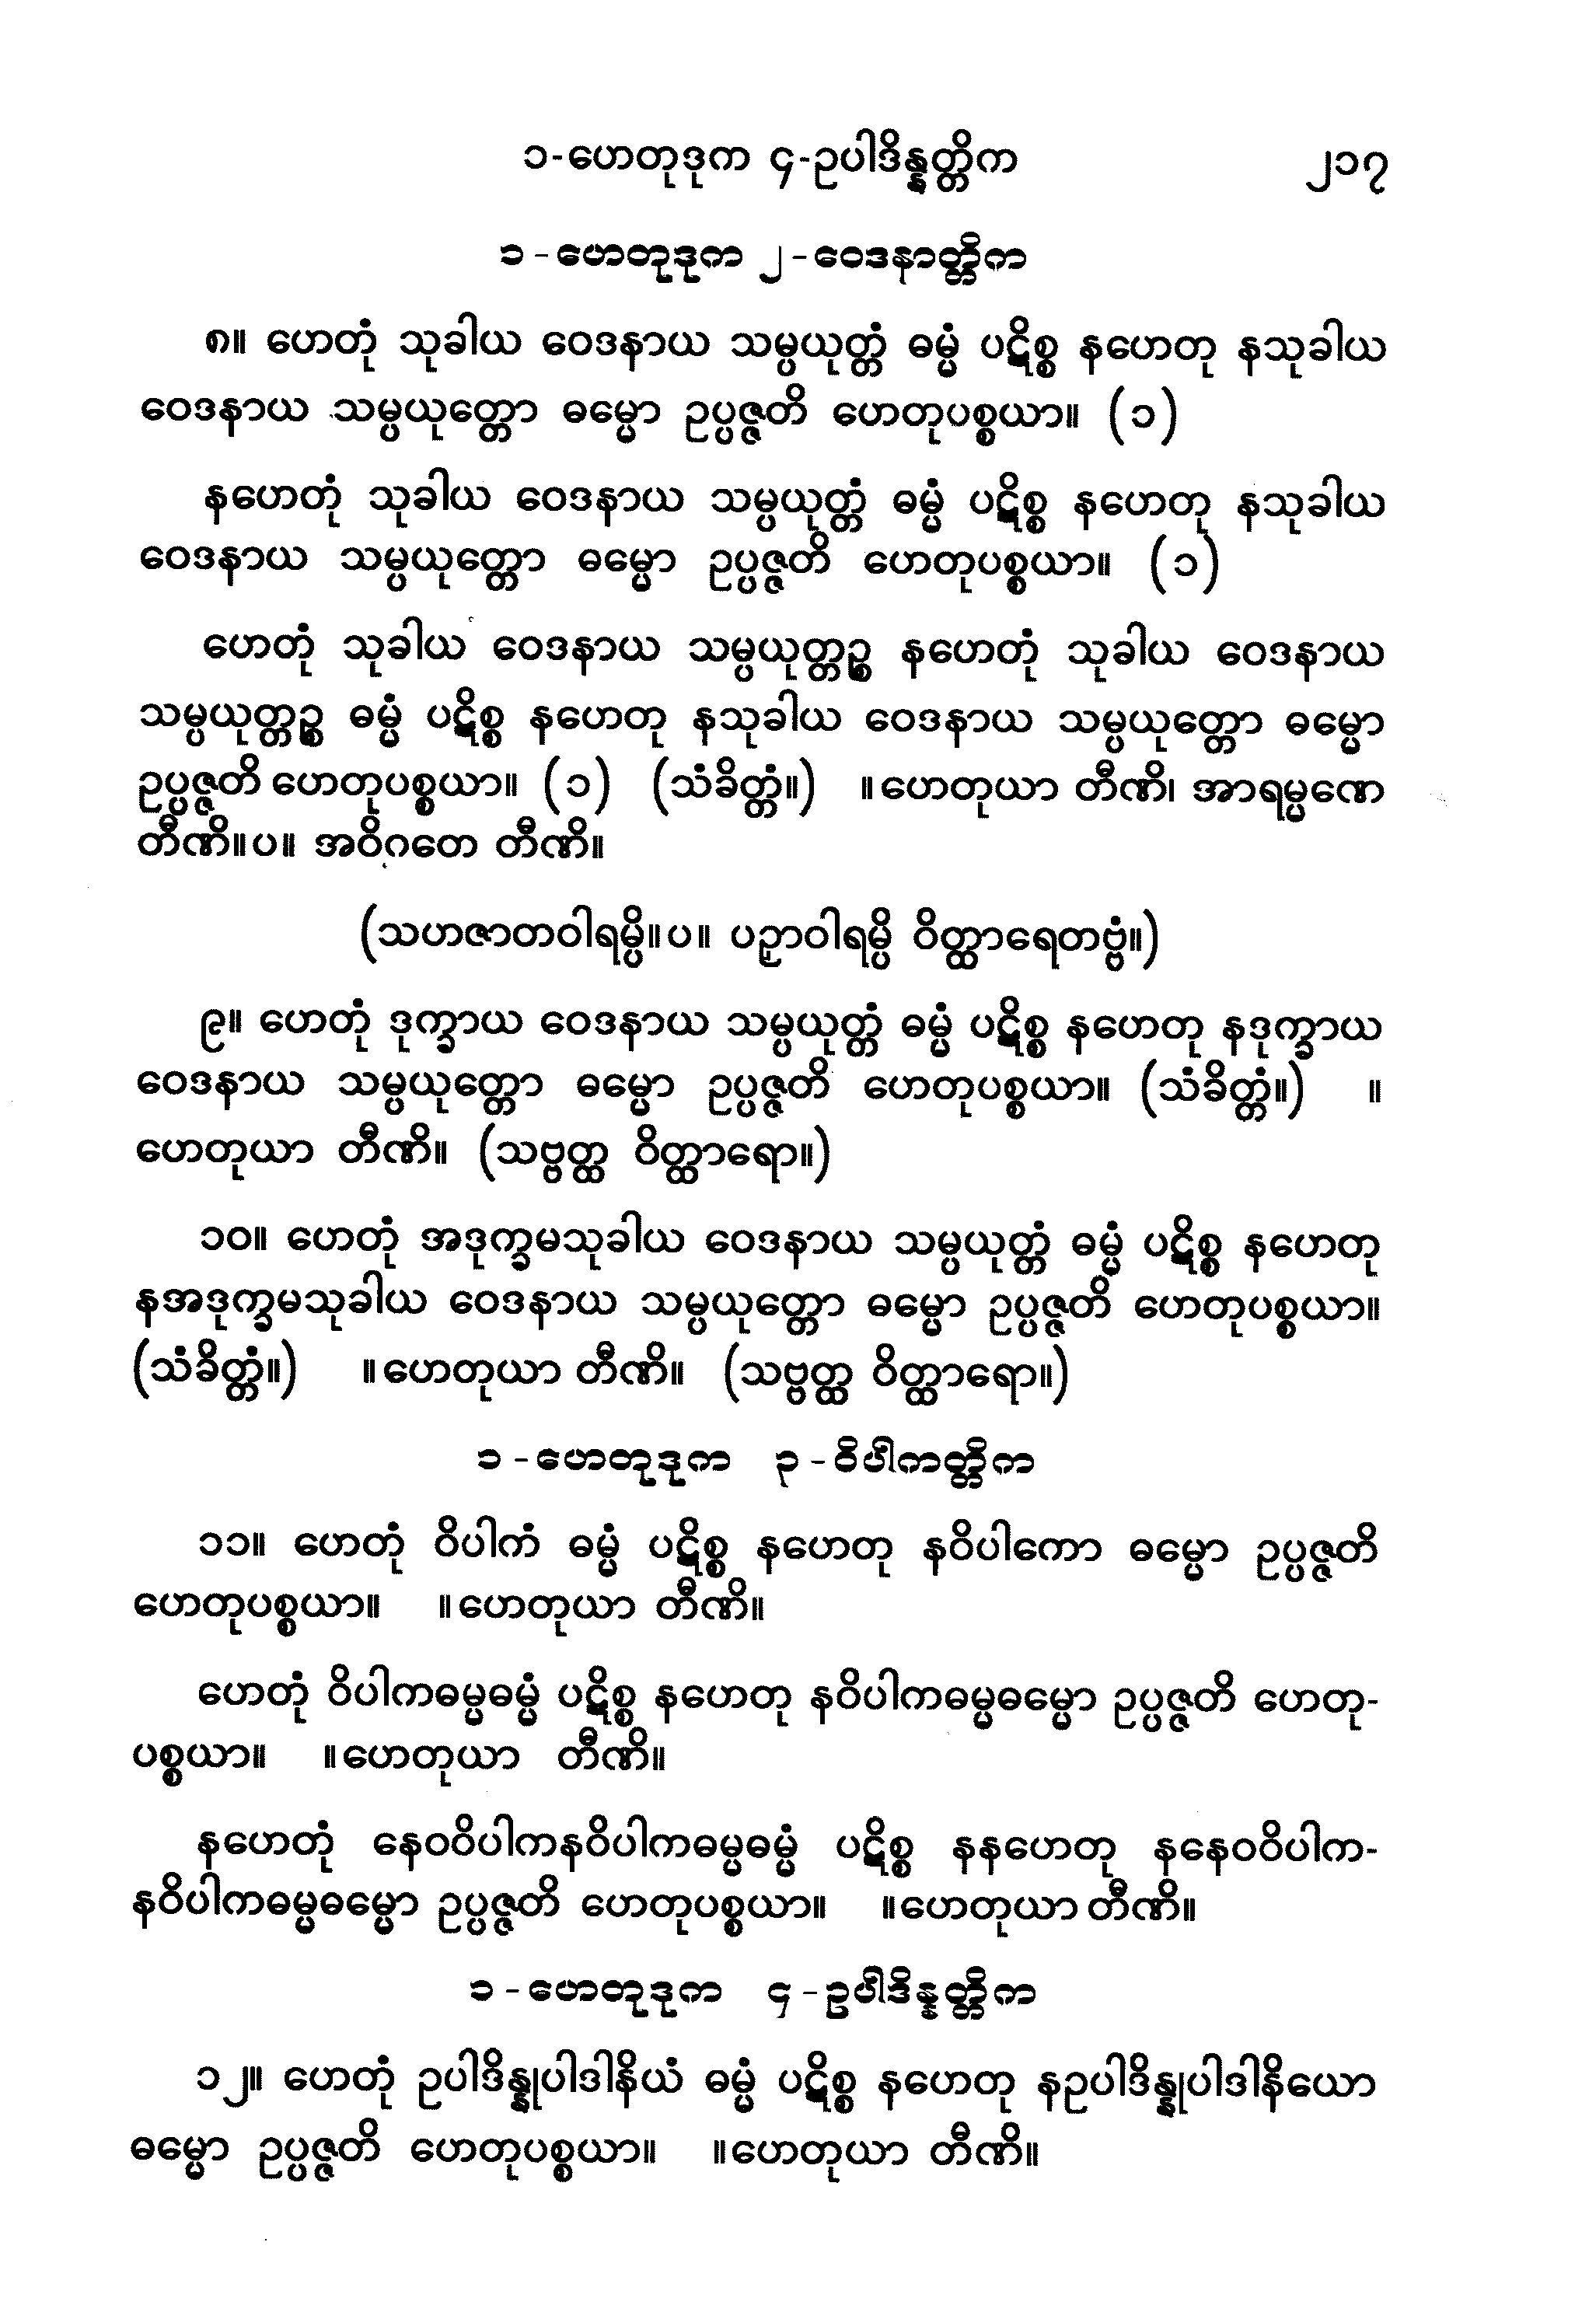 ၁-ဟေတုဒုက ၄-ဥပါဒိန္နတ္တိက ၂၁၇
၁-ဟေတုဒုက ၂-ဝေဒနာတ္တိက
၈။ ဟေတုံ သုခါယ ဝေဒနာယ သမ္ပယုတ္တံ ဓမ္မံ ပဋိစ္စ နဟေတု နသုခါယ
ဝေဒနာယ သမ္ပယုတ္တော ဓမ္မော ဥပ္ပဇ္ဇတိ ဟေတုပစ္စယာ။ (၁)
နဟေတုံ သုခါယ ဝေဒနာယ သမ္ပယုတ္တံ ဓမ္မံ ပဋိစ္စ နဟေတု နသုခါယ
ဝေဒနာယ သမ္ပယုတ္တော ဓမ္မော ဥပ္ပဇ္ဇတိ ဟေတုပစ္စယာ။ (၁)
ဟေတုံ သုခါယ ဝေဒနာယ သမ္ပယုတ္တဉ္စ နဟေတုံ သုခါယ ဝေဒနာယ
သမ္ပယုတ္တဉ္စ ဓမ္မံ ပဋိစ္စ နဟေတု နသုခါယ ဝေဒနာယ သမ္ပယုတ္တော ဓမ္မော
ဥပ္ပဇ္ဇတိ ဟေတုပစ္စယာ။ (၁) (သံခိတ္တံ။) ။ဟေတုယာ တီဏိ၊ အာရမ္မဏေ
တီဏိ။ပ။ အဝိဂတေ တီဏိ။
(သဟဇာတဝါရမ္ပိ။ပ။ ပဉှာဝါရမ္ပိ ဝိတ္ထာရေတဗ္ဗံ။)
၉။ ဟေတုံ ဒုက္ခာယ ဝေဒနာယ သမ္ပယုတ္တံ ဓမ္မံ ပဋိစ္စ နဟေတု နဒုက္ခာယ
ဝေဒနာယ သမ္ပယုတ္တော ဓမ္မော ဥပ္ပဇ္ဇတိ ဟေတုပစ္စယာ။ (သံခိတ္တံ။) ။
ဟေတုယာ တီဏိ။ (သဗ္ဗတ္ထ ဝိတ္ထာရော။)
၁၀။ ဟေတုံ အဒုက္ခမသုခါယ ဝေဒနာယ သမ္ပယုတ္တံ ဓမ္မံ ပဋိစ္စ နဟေတု
နအဒုက္ခမသုခါယ ဝေဒနာယ သမ္ပယုတ္တော ဓမ္မော ဥပ္ပဇ္ဇတိ ဟေတုပစ္စယာ။
(သံခိတ္တံ။) ။ဟေတုယာ တီဏိ။ (သဗ္ဗတ္ထ ဝိတ္ထာရော။)
၁-ဟေတုဒုက ၃-ဝိပါကတ္တိက
၁၁။ ဟေတုံ ဝိပါကံ ဓမ္မံ ပဋိစ္စ နဟေတု နဝိပါကော ဓမ္မော ဥပ္ပဇ္ဇတိ
ဟေတုပစ္စယာ။ ။ဟေတုယာ တီဏိ။
ဟေတုံ ဝိပါကဓမ္မဓမ္မံ ပဋိစ္စ နဟေတု နဝိပါကဓမ္မဓမ္မော ဥပ္ပဇ္ဇတိ ဟေတု-
ပစ္စယာ။ ။ဟေတုယာ တီဏိ။
နဟေတုံ နေဝဝိပါကနဝိပါကဓမ္မဓမ္မံ ပဋိစ္စ နနဟေတု နနေဝဝိပါက-
နဝိပါကဓမ္မဓမ္မော ဥပ္ပဇ္ဇတိ ဟေတုပစ္စယာ။ ။ဟေတုယာ တီဏိ။
၁-ဟေတုဒုက ၄-ဥပါဒိန္နတ္တိက
၁၂။ ဟေတုံ ဥပါဒိန္နုပါဒါနိယံ ဓမ္မံ ပဋိစ္စ နဟေတု နဥပါဒိန္နုပါဒါနိယော
ဓမ္မော ဥပ္ပဇ္ဇတိ ဟေတုပစ္စယာ။ ။ဟေတုယာ တီဏိ။